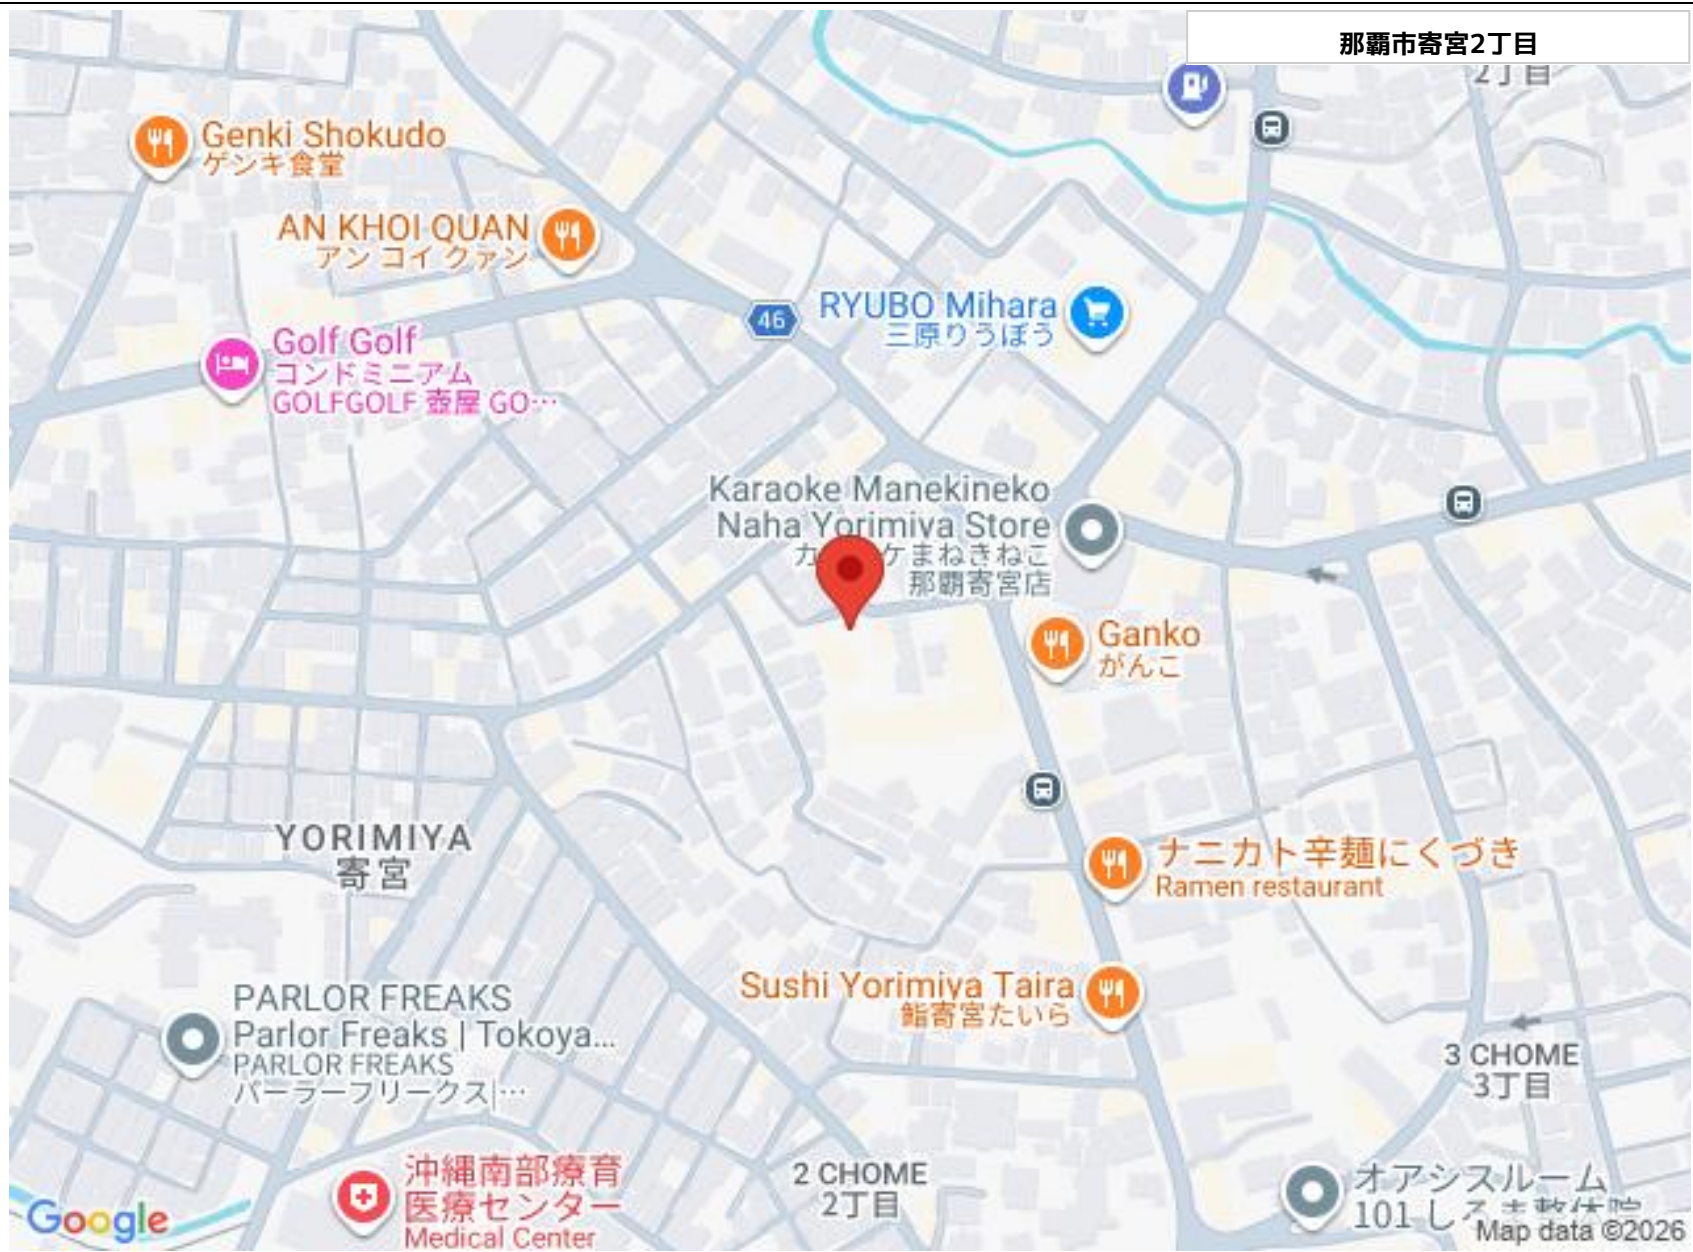 那覇市寄宮2丁目
2丁目
Genki Shokudo
ゲンキ食堂
AN KHOI QUAN
アン コイ クァン
46
RYUBO Mihara
三原りうぼう
Golf Golf
コンドミニアム
GOLFGOLF 壺屋 GO…
Karaoke Manekineko
Naha Yorimiya Store
カ ケまねきねこ
那覇寄宮店
Ganko
がんこ
YORIMIYA
寄宮
ナニカト辛麺にくづき
Ramen restaurant
Sushi Yorimiya Taira
鮨寄宮たいら
PARLOR FREAKS
Parlor Freaks | Tokoya...
PARLOR FREAKS
パーラーフリークス|…
3 CHOME
3丁目
沖縄南部療育
医療センター
Medical Center
2 CHOME
2丁目
オアシスルーム
101 しろま整体院
Google
Map data ©2026